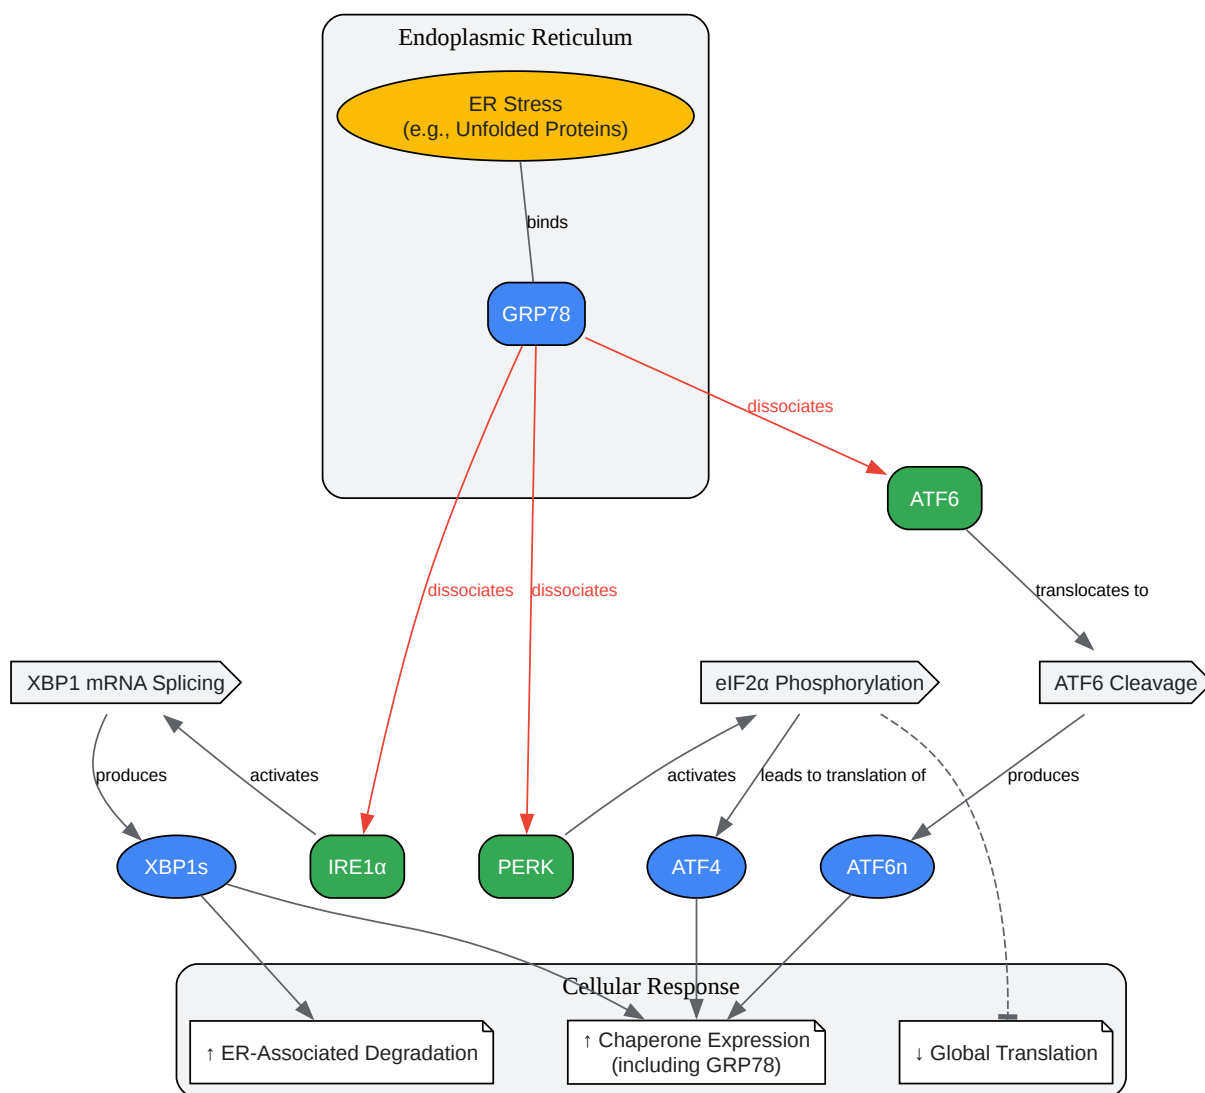 Endoplasmic Reticulum
ER Stress
(e.g., Unfolded Proteins)
binds
GRP78
dissociates
ATF6
dissociates
dissociates
translocates to
XBP1 mRNA Splicing
eIF2α Phosphorylation
ATF6 Cleavage
produces
activates
activates
leads to translation of
produces
XBP1s
IRE1α
PERK
ATF4
ATF6n
Cellular Response
↑ ER-Associated Degradation
↑ Chaperone Expression
(including GRP78)
↓ Global Translation